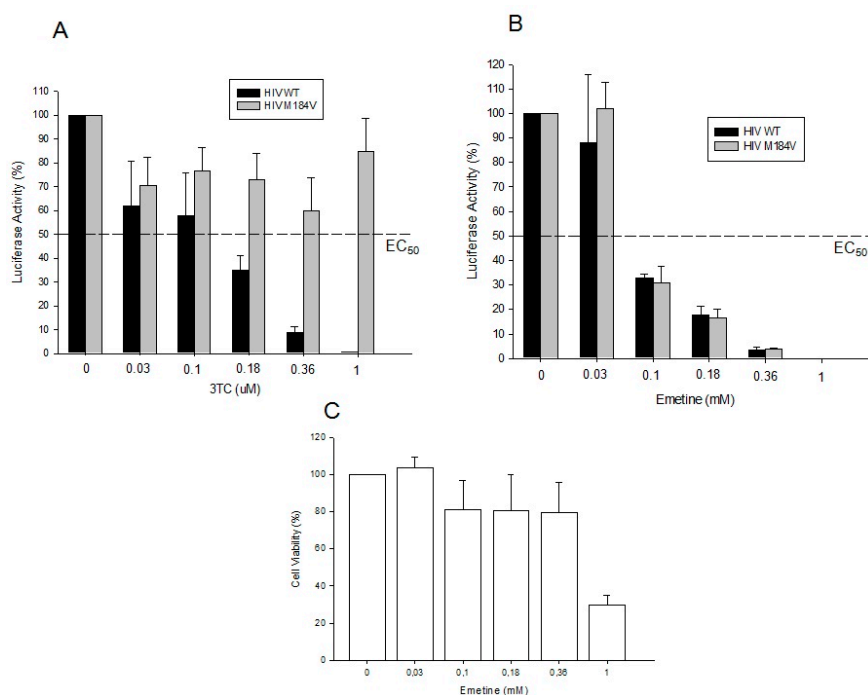 A
HIV WT
HIV M184V
Luciferase Activity (%)
110
100
90
80
70
60
50
40
30
20
10
0
EC50
0 0.03 0.1 0.18 0.36 1
3TC (uM)
B
HIV WT
HIV M184V
Luciferase Activity (%)
120
110
100
90
80
70
60
50
40
30
20
10
0
EC50
0 0.03 0.1 0.18 0.36 1
Emetine (mM)
C
Cell Viability (%)
120
100
80
60
40
20
0
0 0,03 0,1 0,18 0,36 1
Emetine (mM)